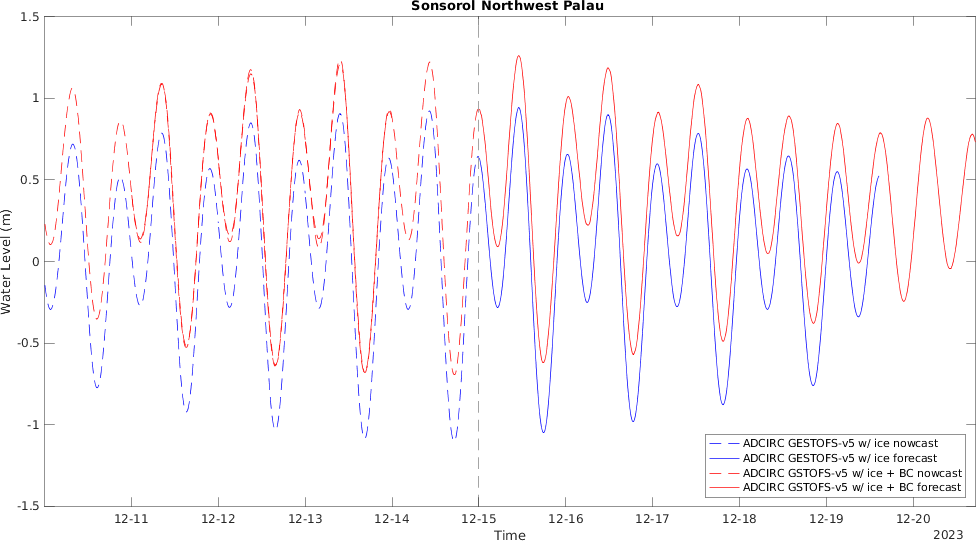 Sonsorol Northwest Palau
1.5
1
0.5
0
-0.5
-1
-1.5
Water Level (m)
12-11
12-12
12-13
12-14
12-15
12-16
12-17
12-18
12-19
12-20
Time
2023
ADCIRC GESTOFS-v5 w/ ice nowcast
ADCIRC GESTOFS-v5 w/ ice forecast
ADCIRC GSTOFS-v5 w/ ice + BC nowcast
ADCIRC GSTOFS-v5 w/ ice + BC forecast